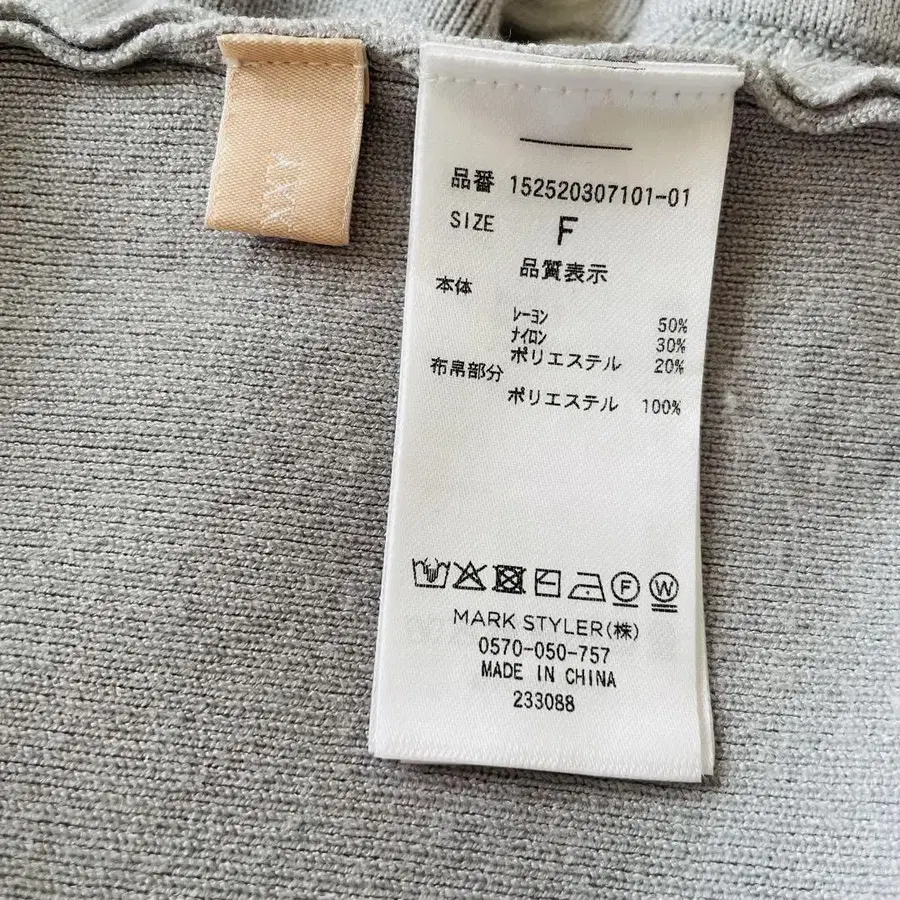 品番 152520307101-01
SIZE F
品質表示
本体
ﾚｰﾖﾝ 50%
ﾅｲﾛﾝ 30%
ポリエステル 20%
布帛部分
ポリエステル 100%
F W
MARK STYLER(株)
0570-050-757
MADE IN CHINA
233088